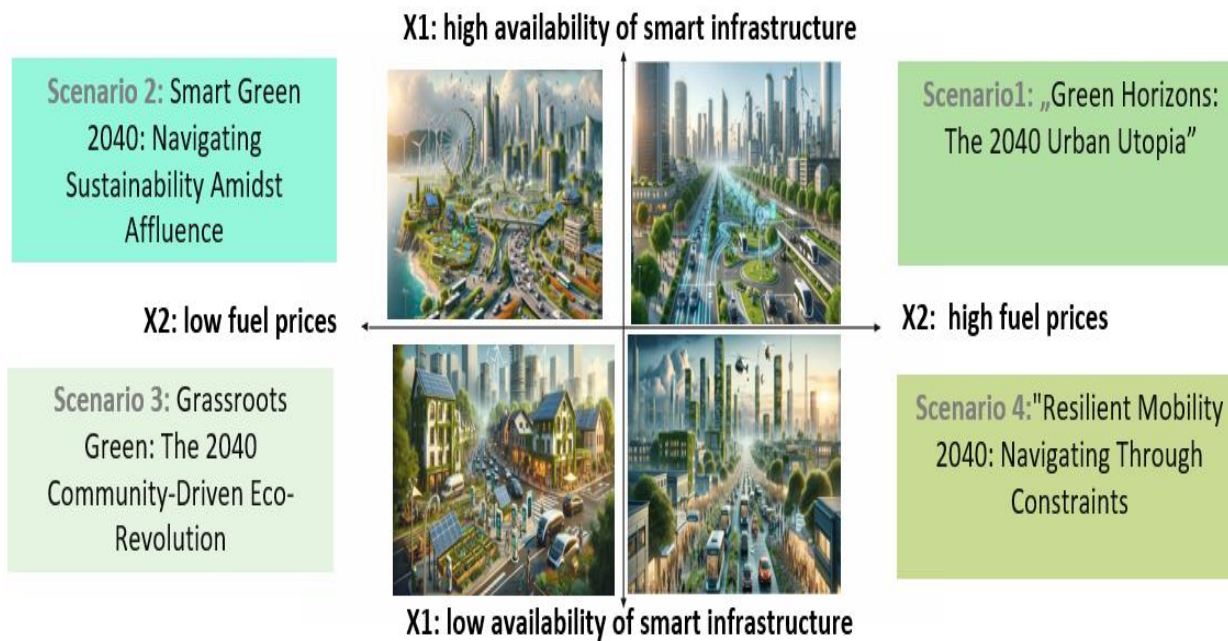 X1: high availability of smart infrastructure
Scenario 2: Smart Green
2040: Navigating
Sustainability Amidst
Affluence
Scenario1: „Green Horizons:
The 2040 Urban Utopia”
X2: low fuel prices
X2: high fuel prices
Scenario 3: Grassroots
Green: The 2040
Community-Driven Eco-
Revolution
Scenario 4:"Resilient Mobility
2040: Navigating Through
Constraints
X1: low availability of smart infrastructure